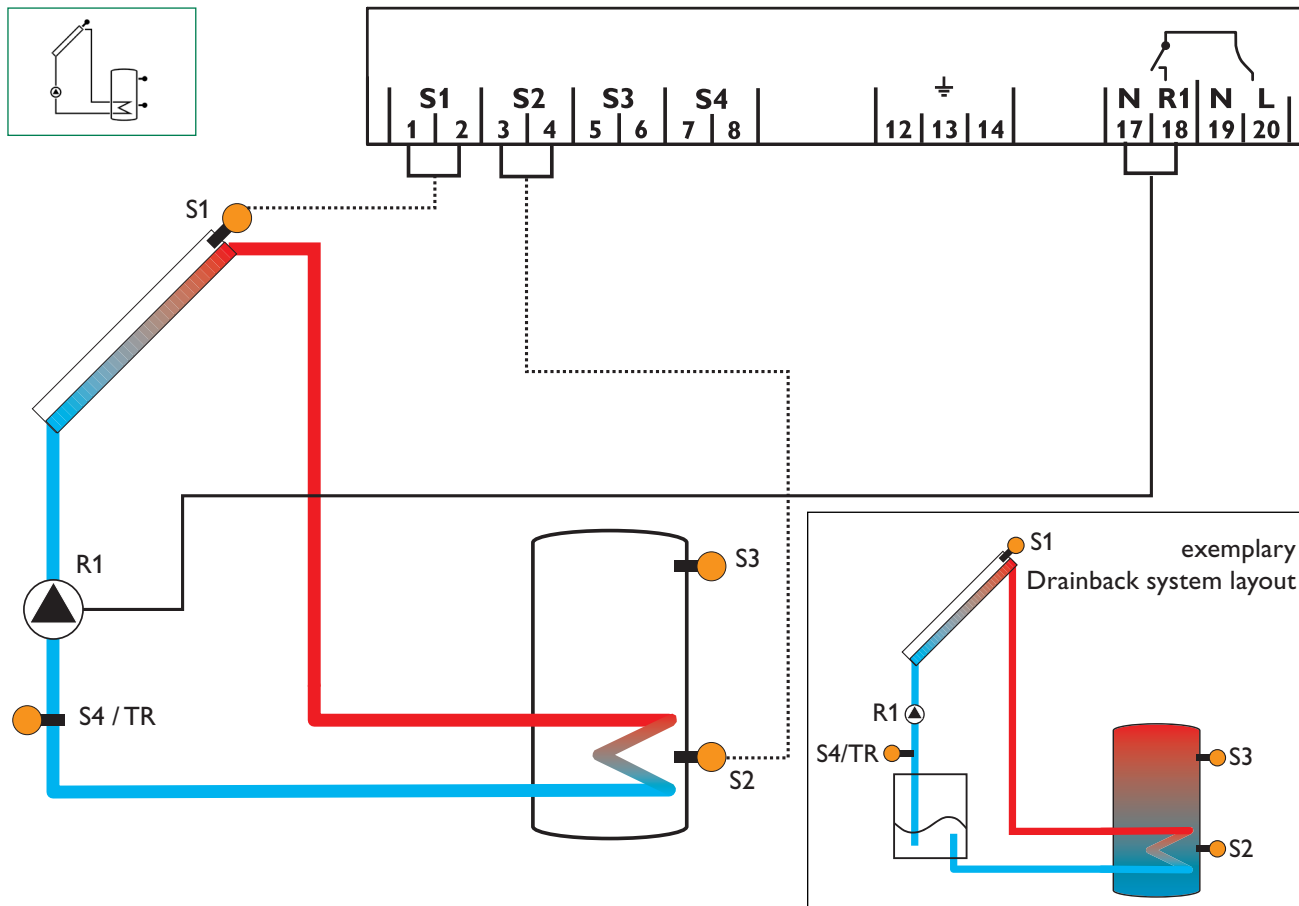 S1 S2 S3 S4 N R1 N L
1 2 3 4 5 6 7 8 12 13 14 17 18 19 20
S1
R1
S4 / TR
S3
S2
exemplary
Drainback system layout
S1
R1
S4/TR
S3
S2